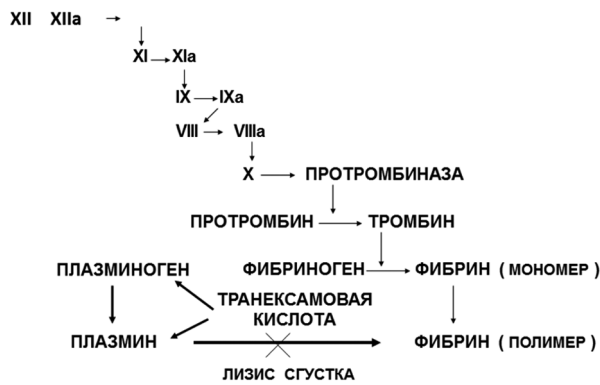 XII XIIa
XI XIa
IX IXa
VIII VIIIa
X ПРОТРОМБИНАЗА
ПРОТРОМБИН ТРОМБИН
ПЛАЗМИНОГЕН ФИБРИНОГЕН ФИБРИН ( МОНОМЕР )
ТРАНЕКСАМОВАЯ
КИСЛОТА
ПЛАЗМИН ФИБРИН ( ПОЛИМЕР )
ЛИЗИС СГУСТКА